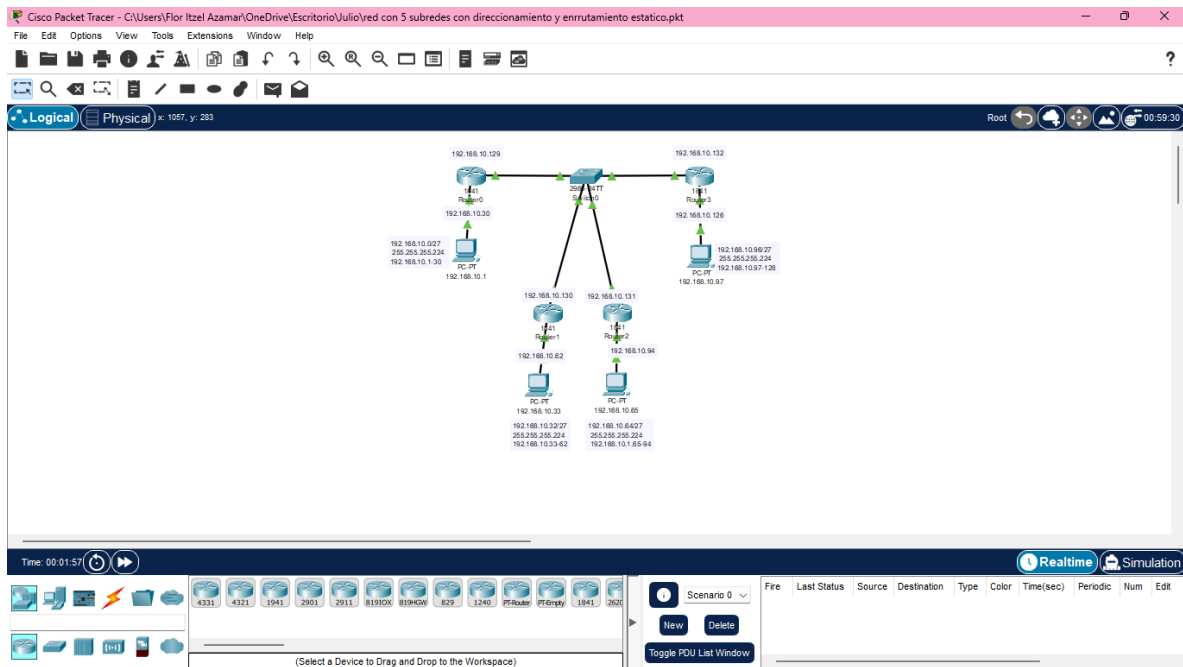 Cisco Packet Tracer - C:\Users\Flor Itzel Azamar\OneDrive\Escritorio\Julio\red con 5 subredes con direccionamiento y enrrutamiento estatico.pkt
File Edit Options View Tools Extensions Window Help
Logical Physical x: 1057, y: 283 Root 00:59:30
192.168.10.129
192.168.10.132
1841
Router0
2960-24TT
Switch0
1841
Router3
192.168.10.30
192.168.10.126
192.168.10.0/27
255.255.255.224
192.168.10.1-30
PC-PT
192.168.10.1
192.168.10.96/27
255.255.255.224
192.168.10.97-128
PC-PT
192.168.10.97
192.168.10.130
192.168.10.131
1841
Router1
1841
Router2
192.168.10.62
192.168.10.94
PC-PT
192.168.10.33
PC-PT
192.168.10.65
192.168.10.32/27
255.255.255.224
192.168.10.33-62
192.168.10.64/27
255.255.255.224
192.168.10.1.65-94
Time: 00:01:57 Realtime Simulation
4331 4321 1941 2901 2911 819IOX 819HGW 829 1240 PT-Router PT-Empty 1841 2620
Scenario 0
New Delete
Toggle PDU List Window
Fire Last Status Source Destination Type Color Time(sec) Periodic Num Edit
(Select a Device to Drag and Drop to the Workspace)